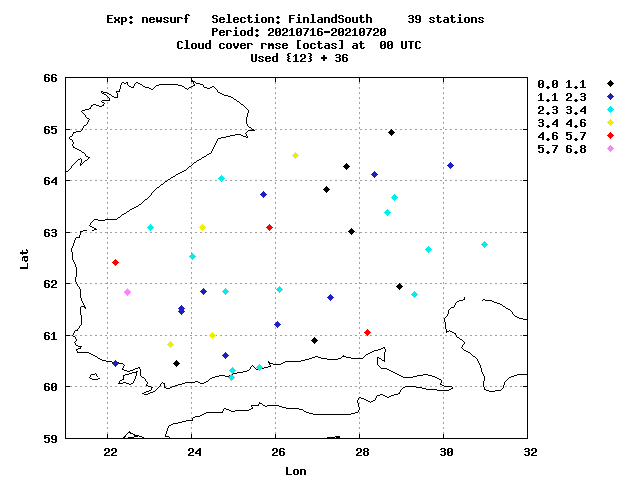 Exp: newsurf   Selection: FinlandSouth     39 stations
Period: 20210716-20210720
Cloud cover rmse [octas] at  00 UTC
Used {12} + 36
0.0 1.1
1.1 2.3
2.3 3.4
3.4 4.6
4.6 5.7
5.7 6.8
66
65
64
63
62
61
60
59
Lat
22 24 26 28 30 32
Lon